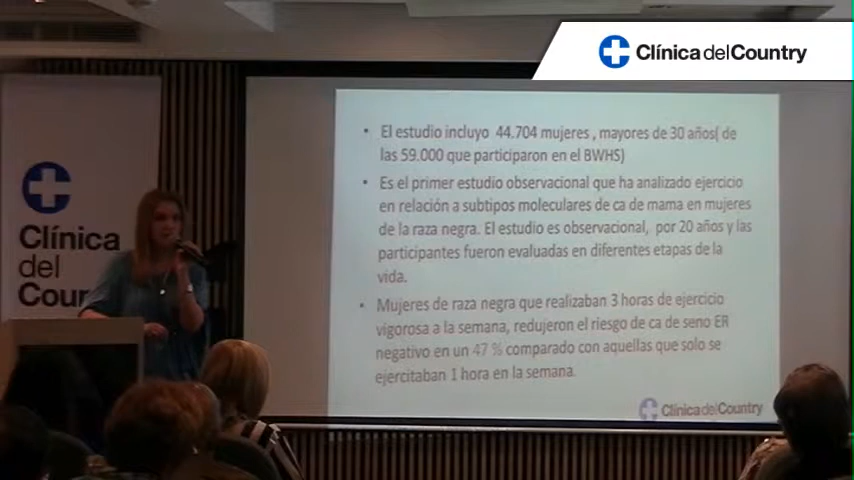 Clínica delCountry
Clínica
del
Cour
• El estudio incluyo 44.704 mujeres , mayores de 30 años( de
las 59.000 que participaron en el BWHS)
• Es el primer estudio observacional que ha analizado ejercicio
en relación a subtipos moleculares de ca de mama en mujeres
de la raza negra. El estudio es observacional, por 20 años y las
participantes fueron evaluadas en diferentes etapas de la
vida.
• Mujeres de raza negra que realizaban 3 horas de ejercicio
vigorosa a la semana, redujeron el riesgo de ca de seno ER
negativo en un 47 % comparado con aquellas que solo se
ejercitaban 1 hora en la semana.
Clínica delCountry